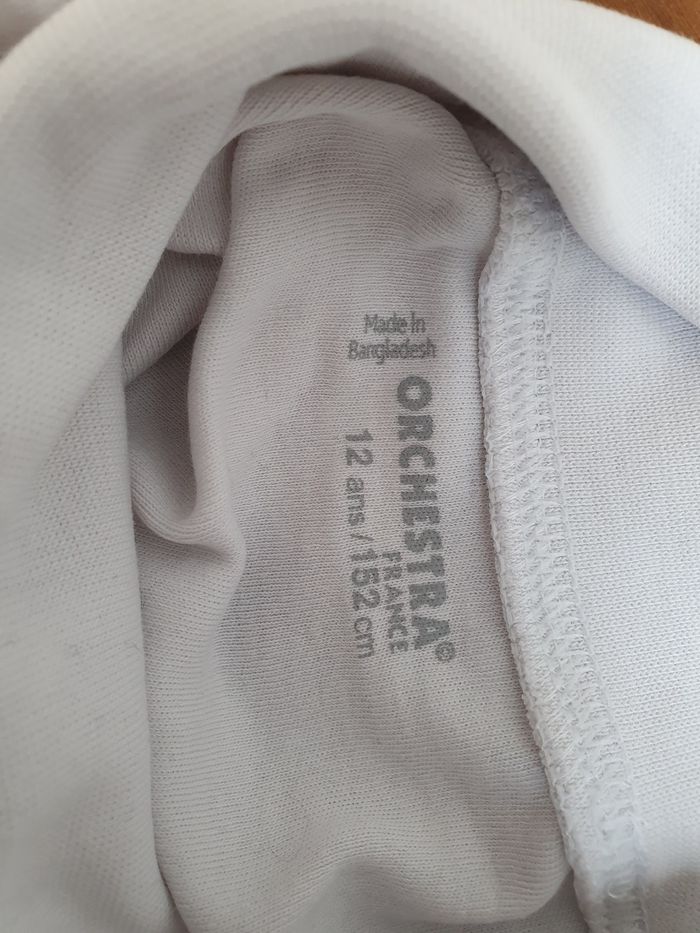 ORCHESTRA©
FRANCE
12 ans / 152 cm
Made in
Bangladesh